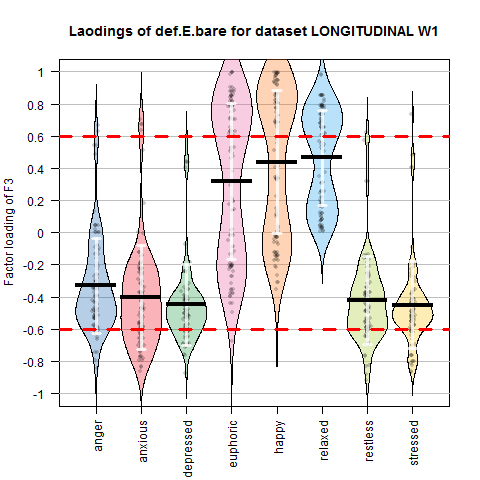 Laodings of def.E.bare for dataset LONGITUDINAL W1
Factor loading of F3
1
0.8
0.6
0.4
0.2
0
-0.2
-0.4
-0.6
-0.8
-1
anger
anxious
depressed
euphoric
happy
relaxed
restless
stressed